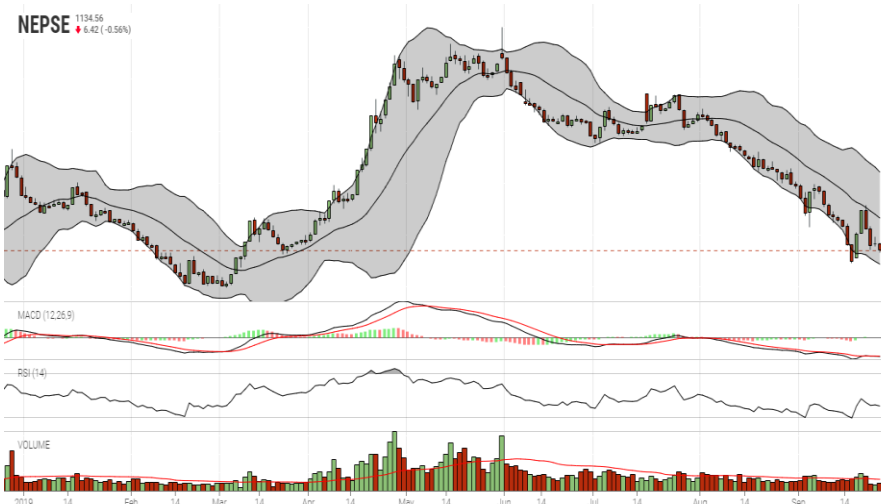 NEPSE 1134.56
6.42 ( -0.56%)
MACD (12,26,9)
RSI (14)
VOLUME
2019 14 Feb 14 Mar 14 Apr 14 May 14 Jun 14 Jul 14 Aug 14 Sep 14